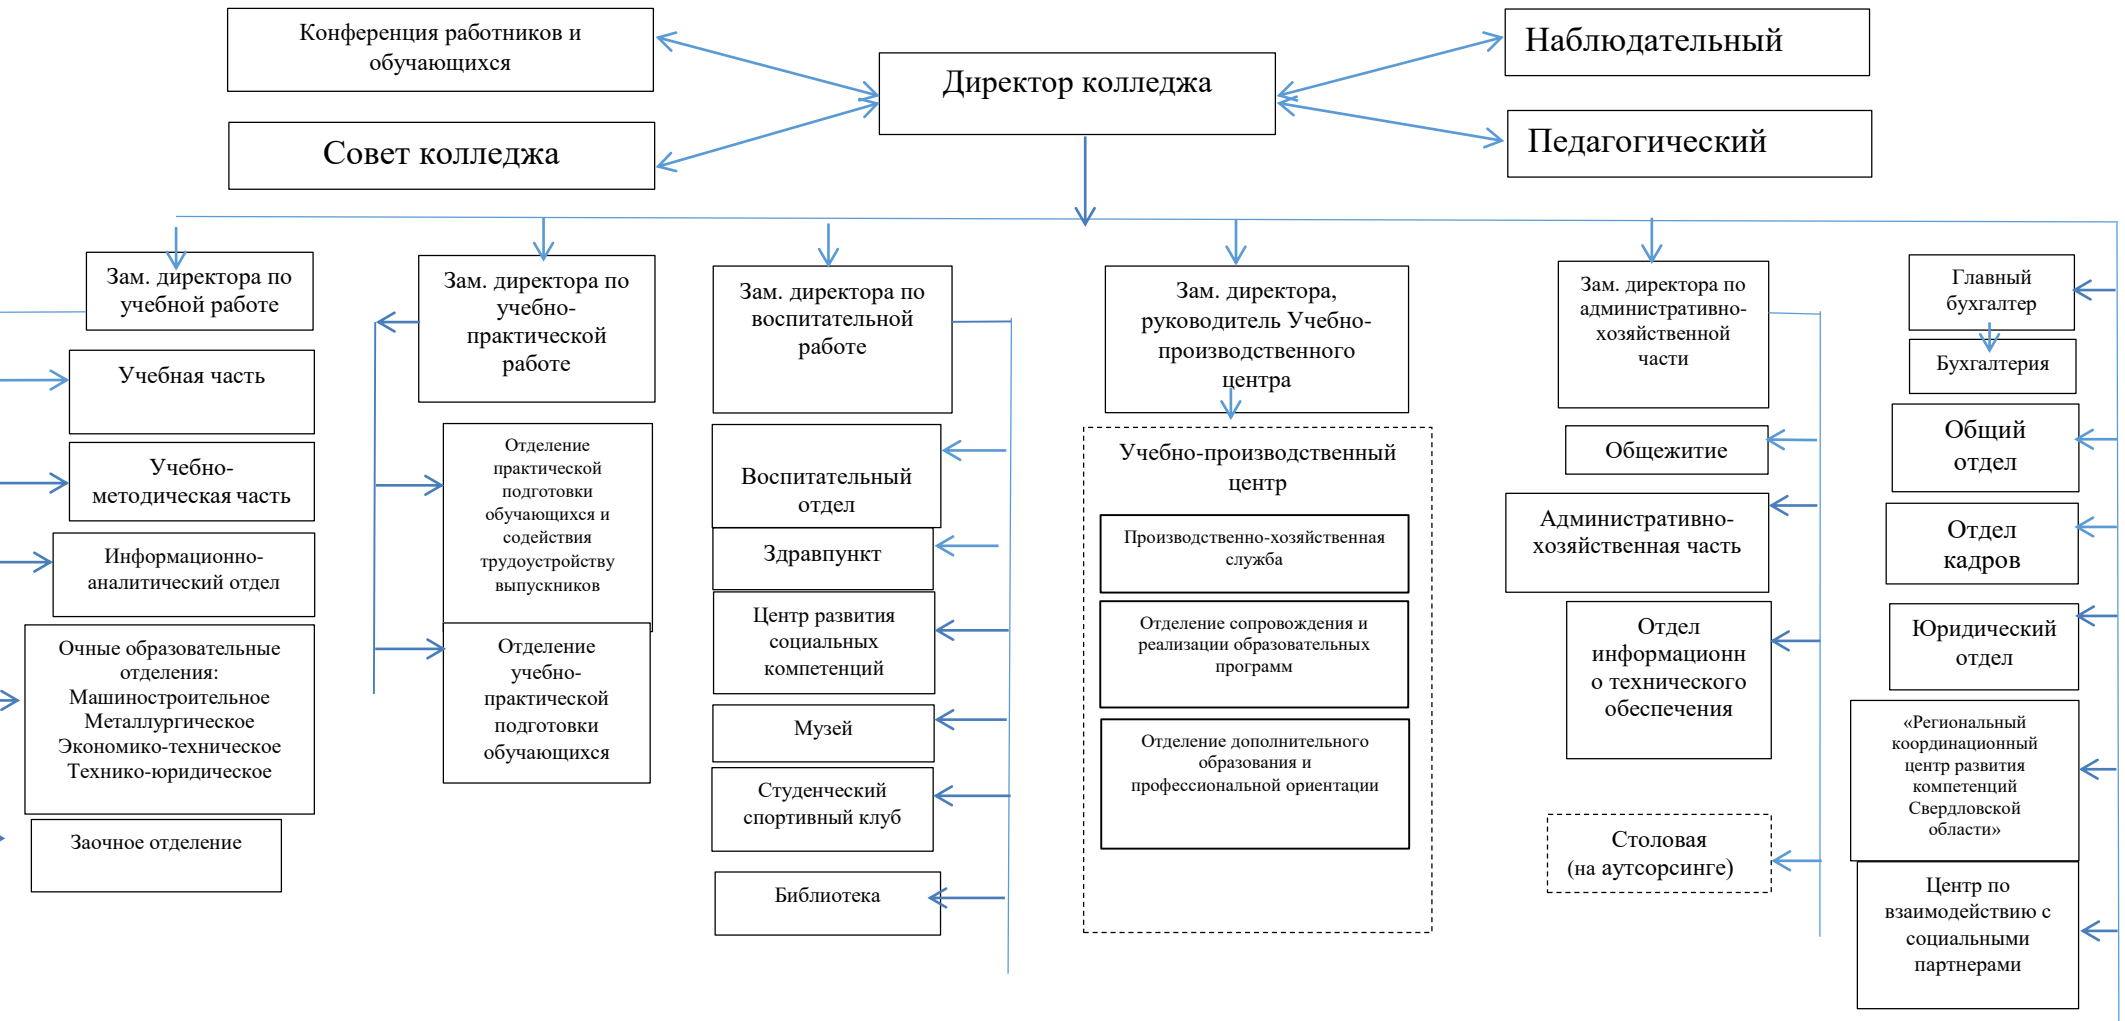 Конференция работников и
обучающихся
Совет колледжа
Директор колледжа
Наблюдательный
Педагогический
Зам. директора по
учебной работе
Учебная часть
Учебно-
методическая часть
Информационно-
аналитический отдел
Очные образовательные
отделения:
Машиностроительное
Металлургическое
Экономико-техническое
Технико-юридическое
Заочное отделение
Зам. директора по
учебно-
практической
работе
Отделение
практической
подготовки
обучающихся и
содействия
трудоустройству
выпускников
Отделение
учебно-
практической
подготовки
обучающихся
Зам. директора по
воспитательной
работе
Воспитательный
отдел
Здравпункт
Центр развития
социальных
компетенций
Музей
Студенческий
спортивный клуб
Библиотека
Зам. директора,
руководитель Учебно-
производственного
центра
Учебно-производственный
центр
Производственно-хозяйственная
служба
Отделение сопровождения и
реализации образовательных
программ
Отделение дополнительного
образования и
профессиональной ориентации
Зам. директора по
административно-
хозяйственной
части
Общежитие
Административно-
хозяйственная часть
Отдел
информационн
о технического
обеспечения
Столовая
(на аутсорсинге)
Главный
бухгалтер
Бухгалтерия
Общий
отдел
Отдел
кадров
Юридический
отдел
«Региональный
координационный
центр развития
компетенций
Свердловской
области»
Центр по
взаимодействию с
социальными
партнерами